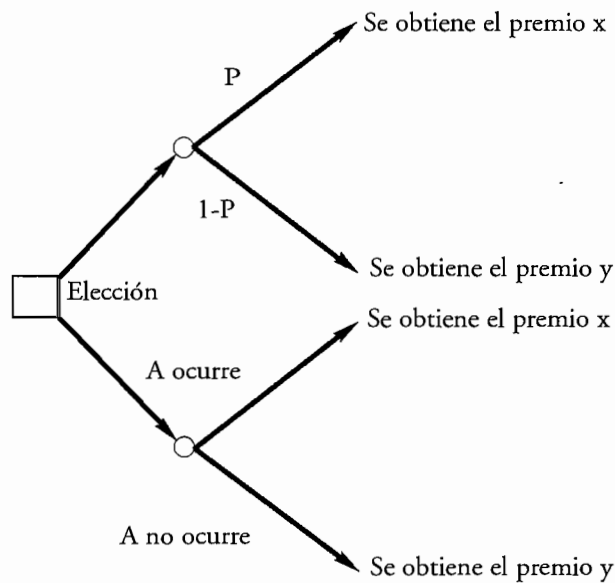 Se obtiene el premio x
P
1-P
Se obtiene el premio y
Elección
Se obtiene el premio x
A ocurre
A no ocurre
Se obtiene el premio y